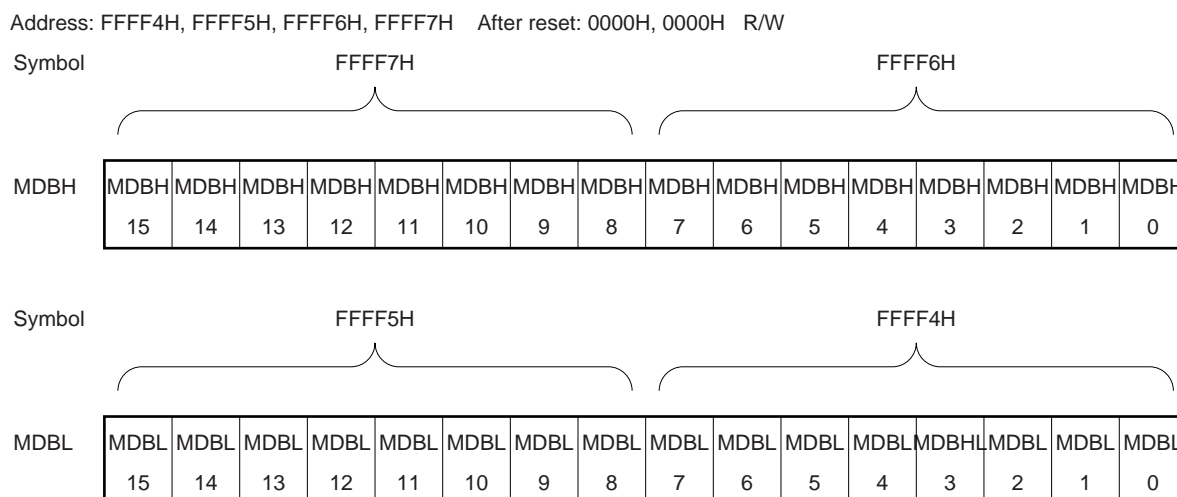 Address: FFFF4H, FFFF5H, FFFF6H, FFFF7H After reset: 0000H, 0000H R/W
Symbol FFFF7H FFFF6H
MDBH MDBH MDBH MDBH MDBH MDBH MDBH MDBH MDBH MDBH MDBH MDBH MDBH MDBH MDBH MDBH MDBH
15 14 13 12 11 10 9 8 7 6 5 4 3 2 1 0
Symbol FFFF5H FFFF4H
MDBL MDBL MDBL MDBL MDBL MDBL MDBL MDBL MDBL MDBL MDBL MDBL MDBL MDBHL MDBL MDBL MDBL
15 14 13 12 11 10 9 8 7 6 5 4 3 2 1 0